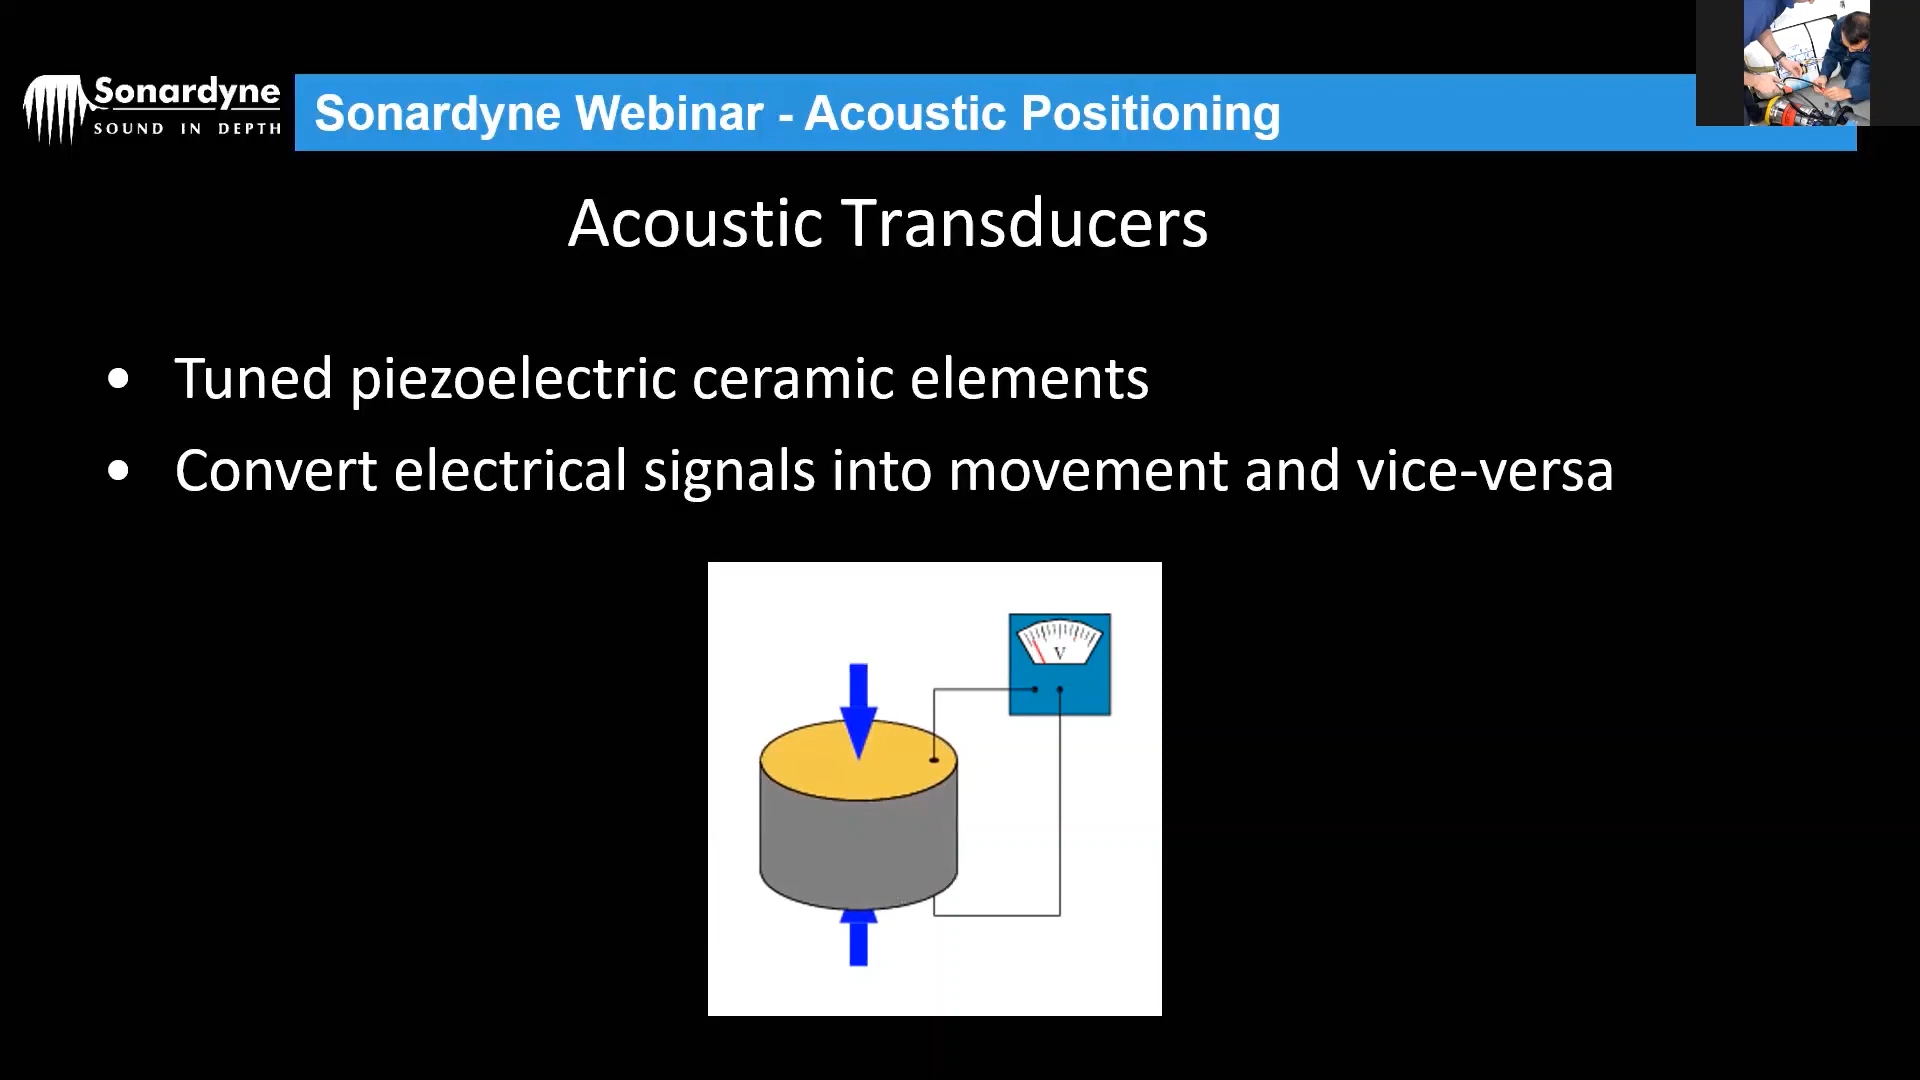 Sonardyne
SOUND IN DEPTH
Sonardyne Webinar - Acoustic Positioning
Acoustic Transducers
• Tuned piezoelectric ceramic elements
• Convert electrical signals into movement and vice-versa
V